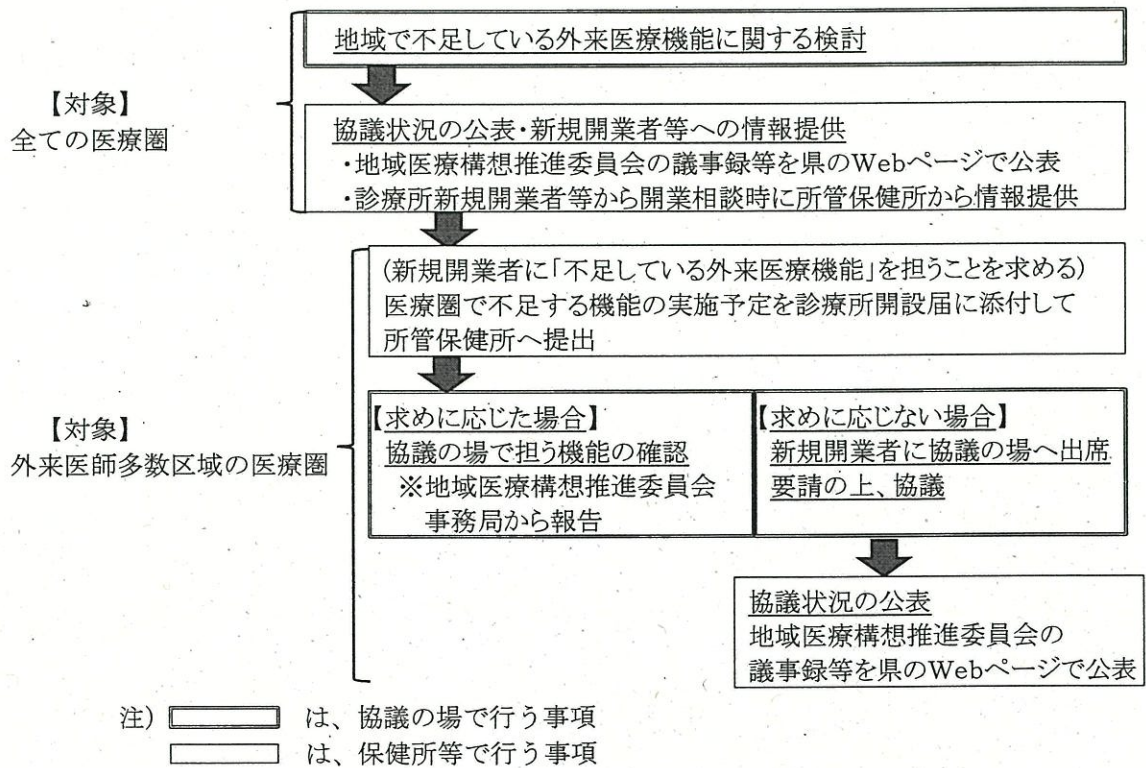 地域で不足している外来医療機能に関する検討
【対象】
全ての医療圏
協議状況の公表・新規開業者等への情報提供
・地域医療構想推進委員会の議事録等を県のWebページで公表
・診療所新規開業者等から開業相談時に所管保健所から情報提供
(新規開業者に「不足している外来医療機能」を担うことを求める)
医療圏で不足する機能の実施予定を診療所開設届に添付して
所管保健所へ提出
【対象】
外来医師多数区域の医療圏
【求めに応じた場合】
協議の場で担う機能の確認
※地域医療構想推進委員会
事務局から報告
【求めに応じない場合】
新規開業者に協議の場へ出席
要請の上、協議
協議状況の公表
地域医療構想推進委員会の
議事録等を県のWebページで公表
注) は、協議の場で行う事項
は、保健所等で行う事項